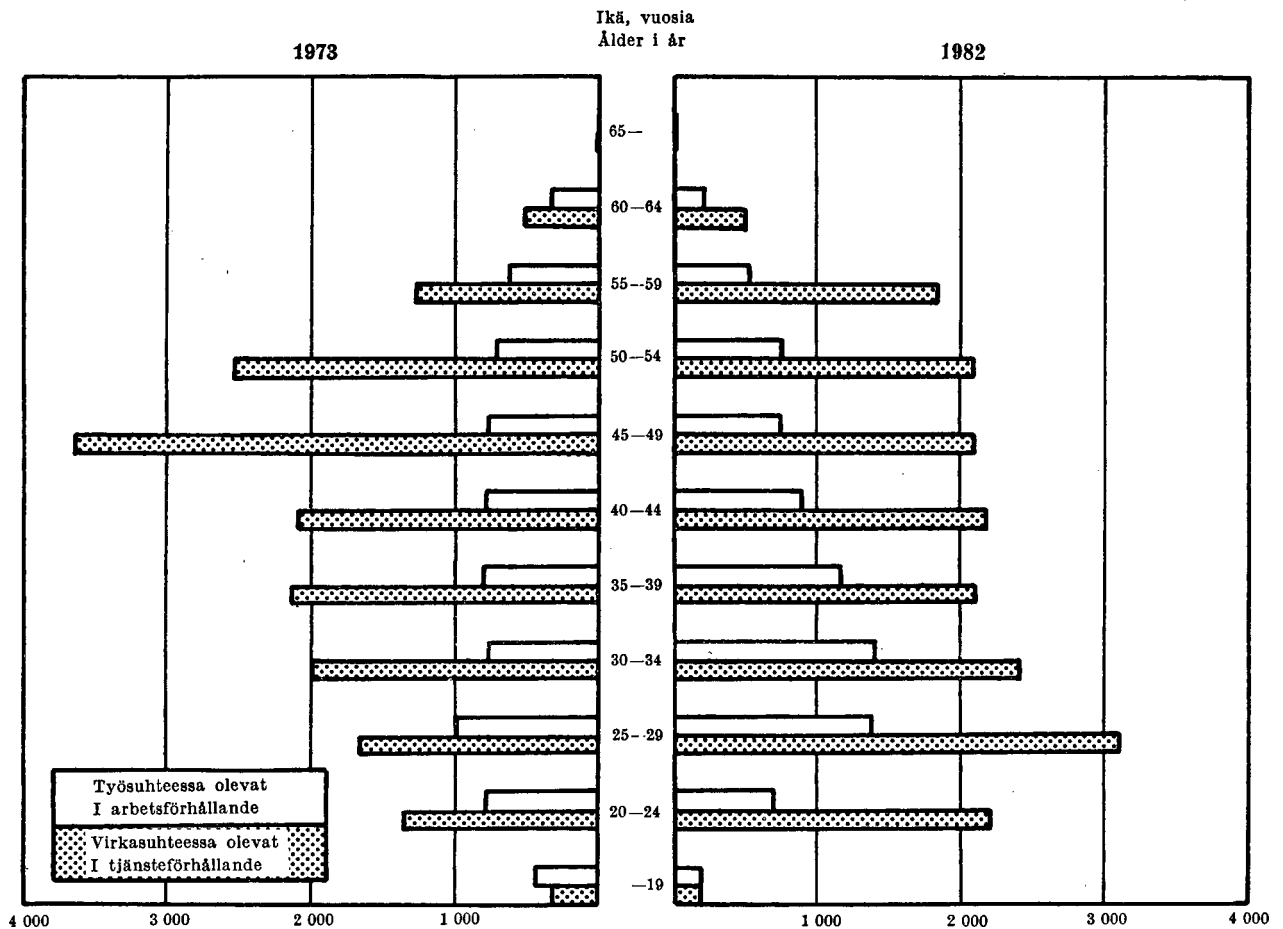 Ikä, vuosia
Ålder i år
1973
1982
65—
60—64
55--59
50—54
45—49
40—44
35—39
30—34
25--29
20—24
—19
Työsuhteessa olevat
I arbetsförhållande
Virkasuhteessa olevat
I tjänsteförhållande
4 000 3 000 2 000 1 000 1 000 2 000 3 000 4 000